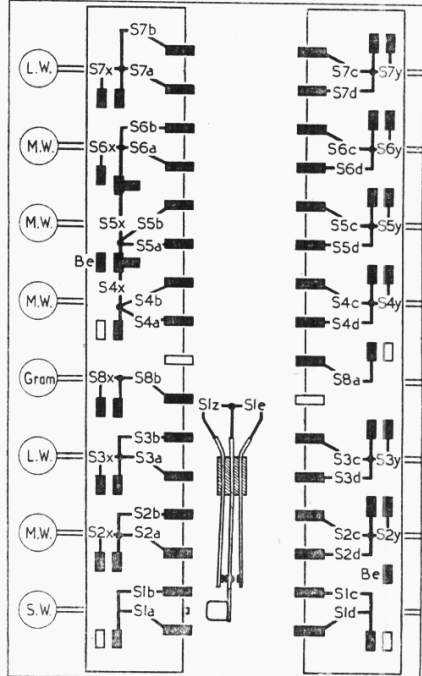 S7b
L.W.
S7x
S7a
S7c
S7y
S7d
S6b
M.W.
S6x
S6a
S6c
S6y
S6d
M.W.
S5x
S5b
S5c
S5y
S5a
S5d
Be
S4x
M.W.
S4b
S4c
S4y
S4a
S4d
Gram
S8x
S8b
S8a
S1z
S1e
S3b
L.W.
S3x
S3a
S3c
S3y
S3d
S2b
M.W.
S2x
S2a
S2c
S2y
S2d
Be
S1b
S1c
S.W.
S1a
S1d